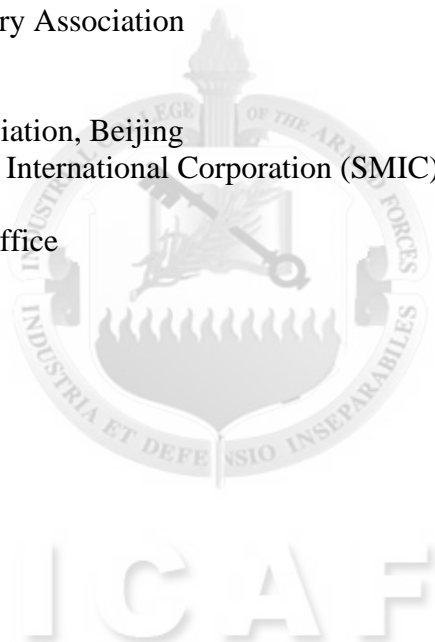 ry Association
iation, Beijing
International Corporation (SMIC)
ffice
INDUSTRIAL COLLEGE OF THE ARMED FORCES
INDUSTRIA ET DEFENSIO INSEPARABILES
ICAF